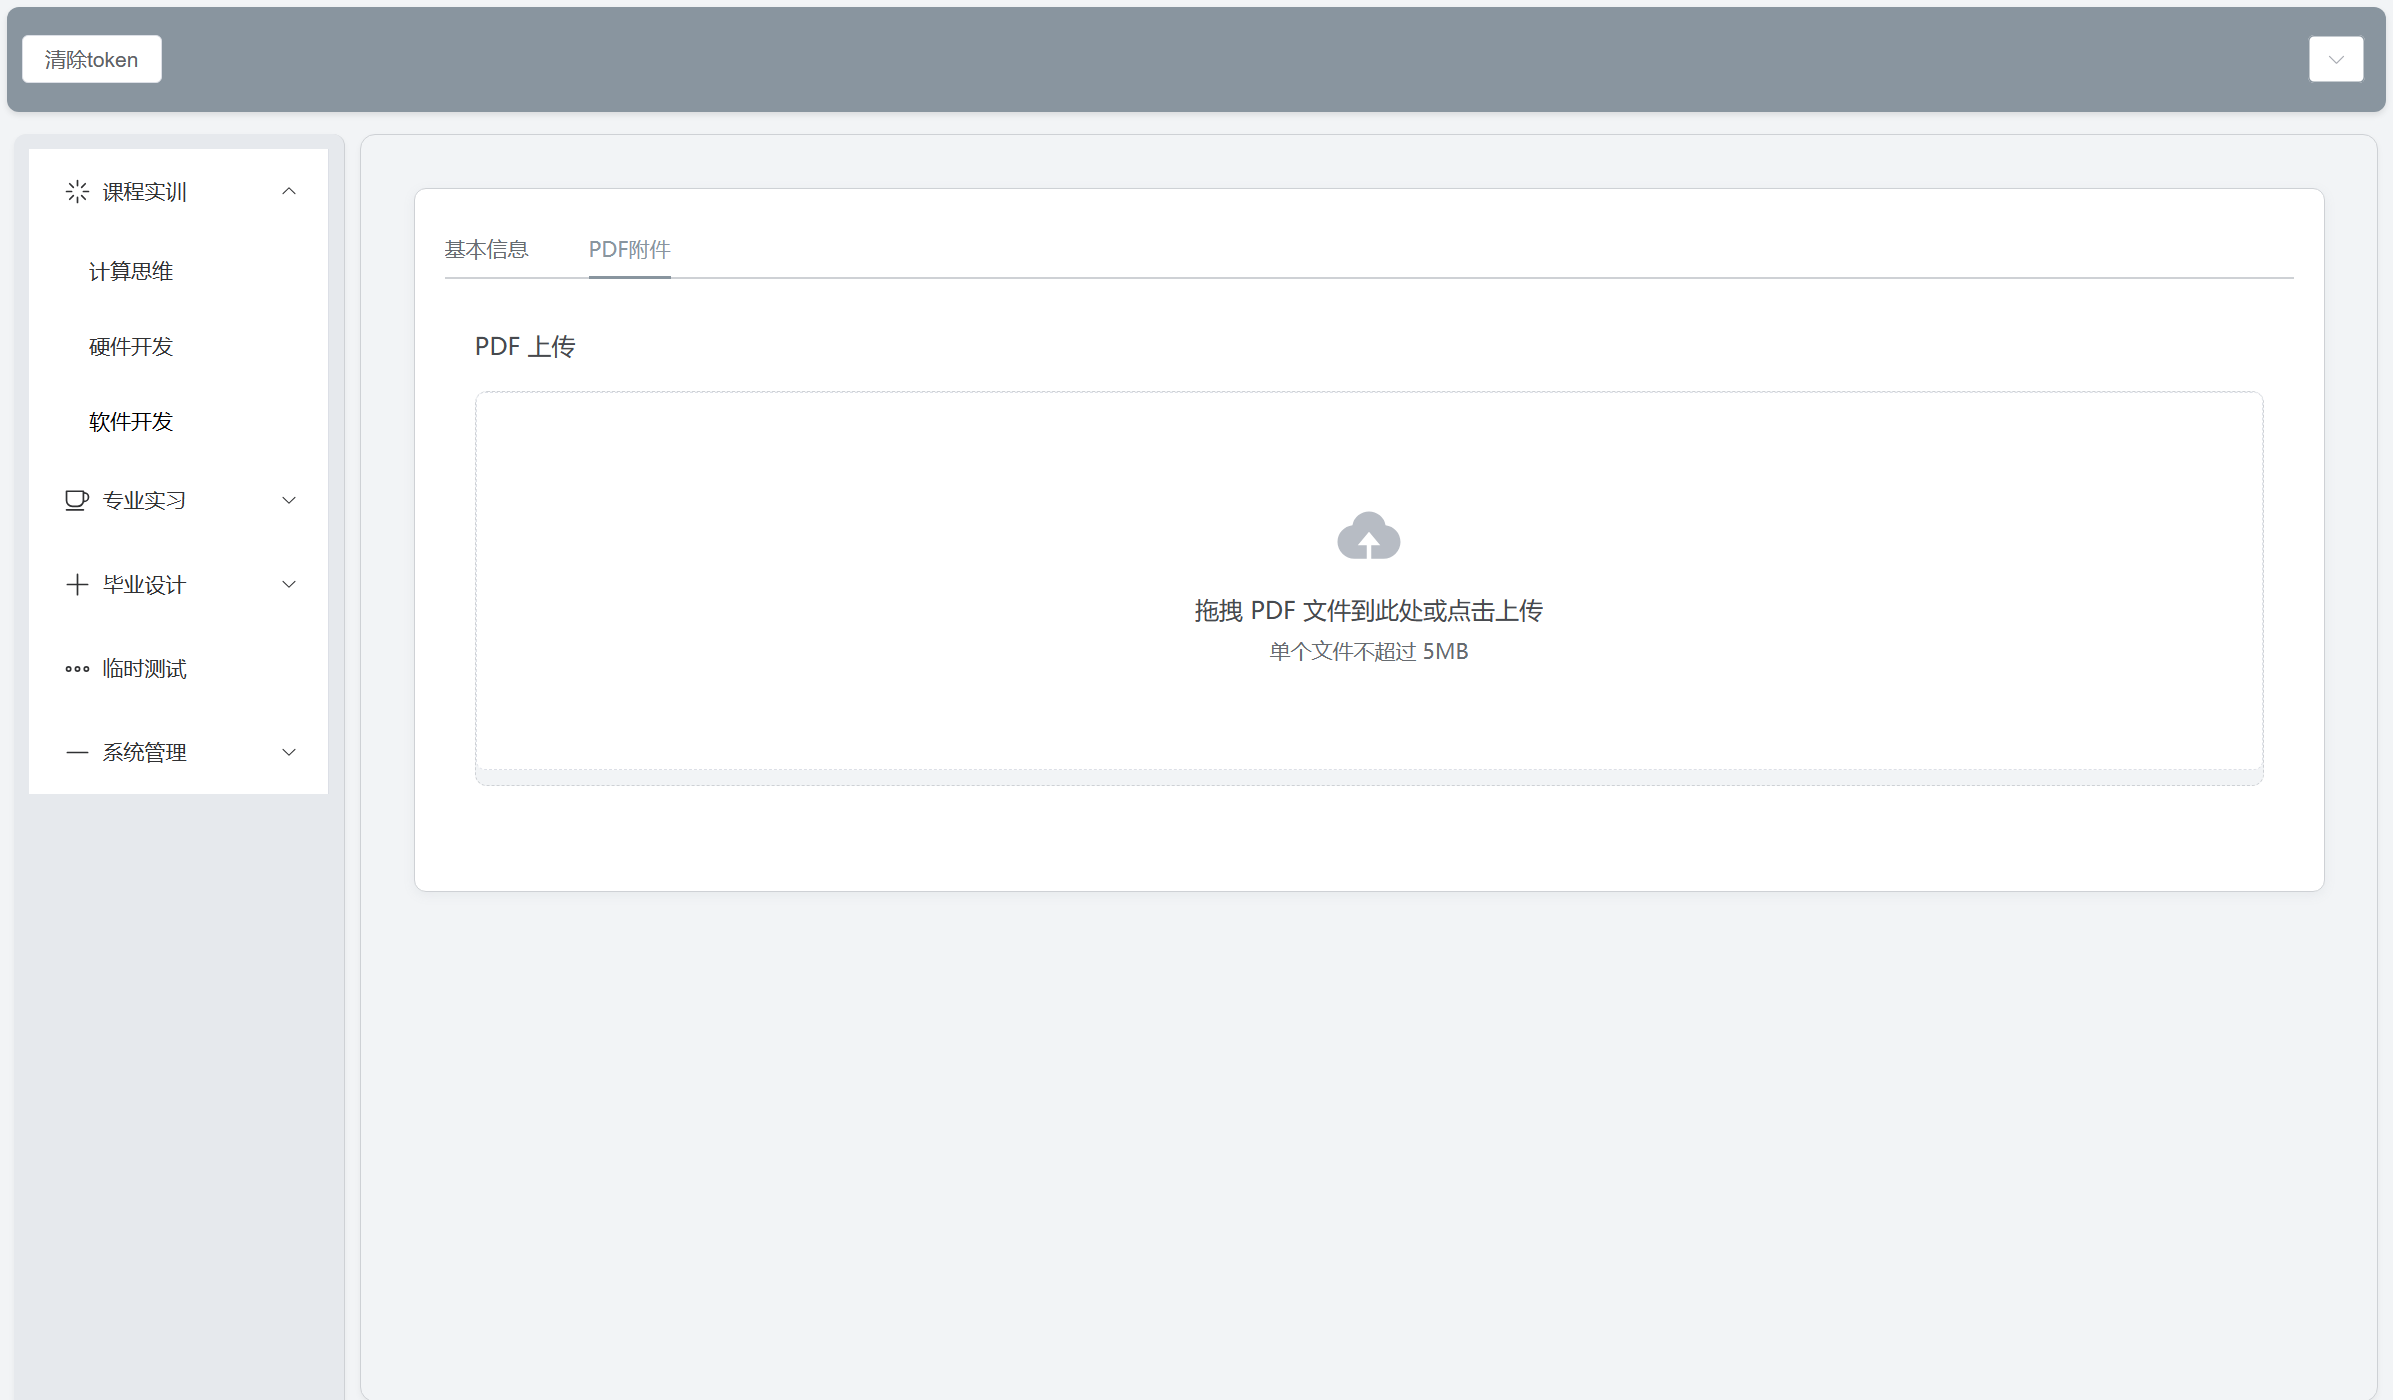 清除token
课程实训
计算思维
硬件开发
软件开发
专业实习
毕业设计
临时测试
系统管理
基本信息
PDF附件
PDF 上传
拖拽 PDF 文件到此处或点击上传
单个文件不超过 5MB